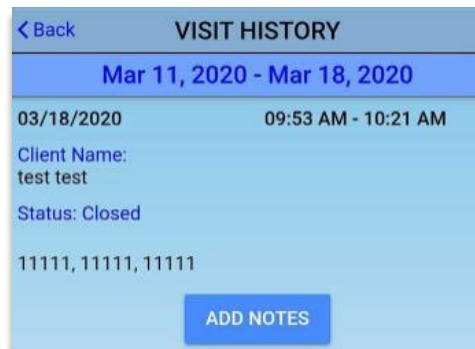 Back VISIT HISTORY
Mar 11, 2020 - Mar 18, 2020
03/18/2020 09:53 AM - 10:21 AM
Client Name:
test test
Status: Closed
11111, 11111, 11111
ADD NOTES